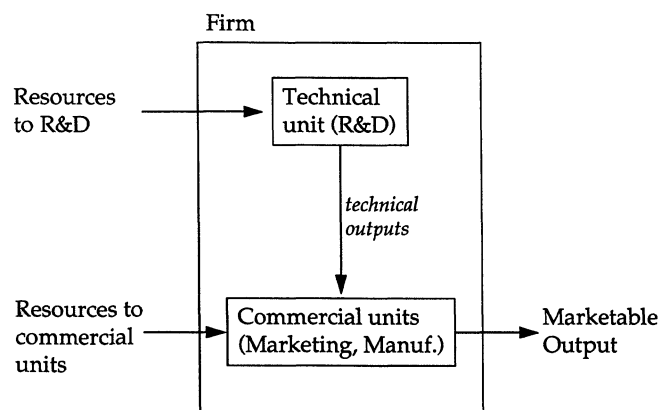 Firm
Resources
to R&D
Technical
unit (R&D)
technical
outputs
Resources to
commercial
units
Commercial units
(Marketing, Manuf.)
Marketable
Output